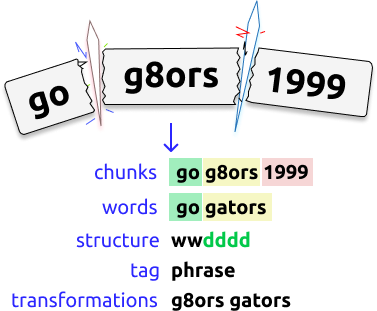 go g8ors 1999
chunks go g8ors 1999
words go gators
structure wwdddd
tag phrase
transformations g8ors gators